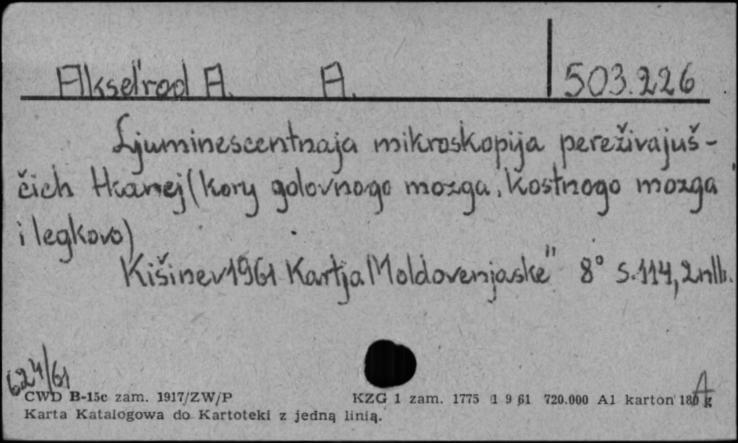 Aksel'rod A. A. 503.226
Ljuminescentnaja mikroskopija pereživajuš-
čich tkanej (kory golovnogo mozga, kostnogo mozga
i legkovo)
Kišinev 1961 Kartja Moldovenjaske" 8° s. 114, 2 nlb.
624/61
A
CWD B-15c zam. 1917/ZW/P KZG 1 zam. 1775 1 9 61 720.000 A1 karton 180 g
Karta Katalogowa do Kartoteki z jedną linią.